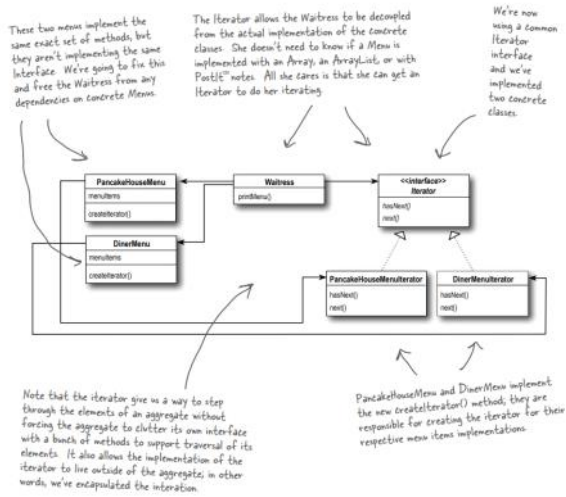 These two menus implement the
same exact set of methods, but
they aren't implementing the same
Interface. We're going to fix this
and free the Waitress from any
dependencies on concrete Menus.
The Iterator allows the Waitress to be decoupled
from the actual implementation of the concrete
classes. She doesn't need to know if a Menu is
implemented with an Array, an ArrayList, or with
PostIt™ notes. All she cares is that she can get an
Iterator to do her iterating.
We're now
using a common
Iterator
interface
and we've
implemented
two concrete
classes.
PancakeHouseMenu
menuItems
createIterator()
Waitress
printMenu()
<<interface>>
Iterator
hasNext()
next()
DinerMenu
menuItems
createIterator()
PancakeHouseMenuIterator
hasNext()
next()
DinerMenuIterator
hasNext()
next()
Note that the iterator give us a way to step
through the elements of an aggregate without
forcing the aggregate to clutter its own interface
with a bunch of methods to support traversal of its
elements. It also allows the implementation of the
iterator to live outside of the aggregate; in other
words, we've encapsulated the interation.
PancakeHouseMenu and DinerMenu implement
the new createIterator() method; they are
responsible for creating the iterator for their
respective menu items implementations.